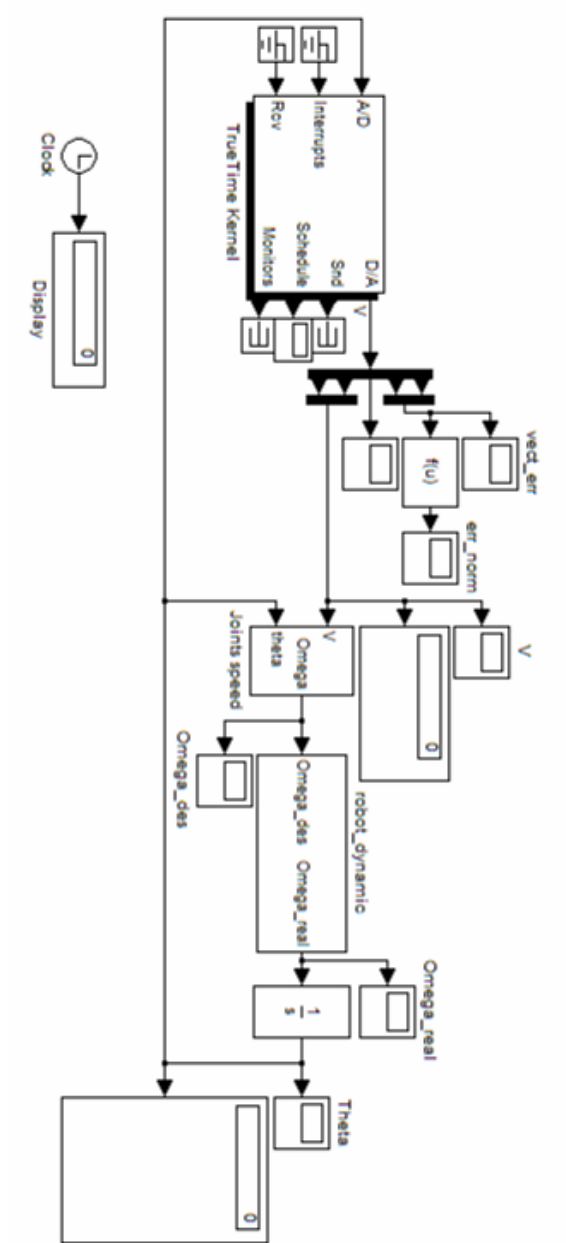 A/D
Interrupts
Rcv
D/A
Snd
Schedule
Monitors
TrueTime Kernel
V
vect_err
f(u)
err_norm
V
0
V
Omega
theta
Joints speed
Omega_des
robot_dynamic
Omega_des
Omega_real
Omega_real
1
s
Theta
0
Clock
0
Display